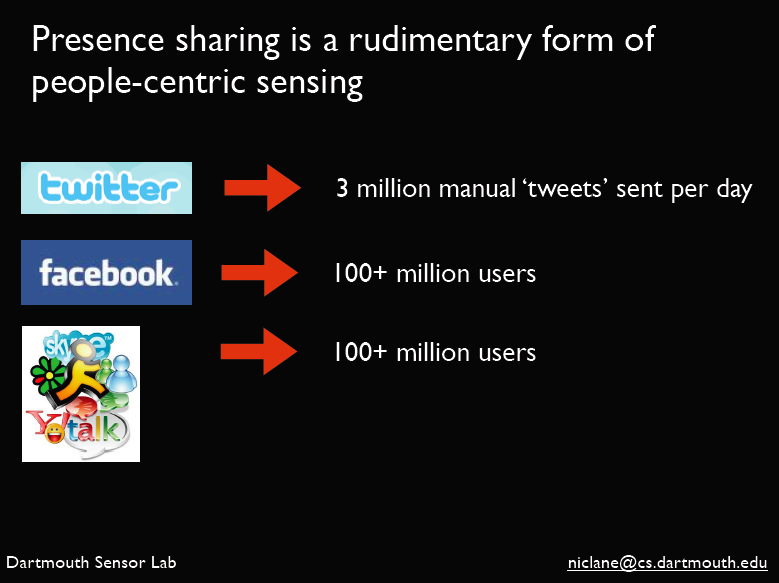 Presence sharing is a rudimentary form of
people-centric sensing
twitter
3 million manual ‘tweets’ sent per day
facebook
100+ million users
skype™
100+ million users
Y!
talk
Dartmouth Sensor Lab
niclane@cs.dartmouth.edu